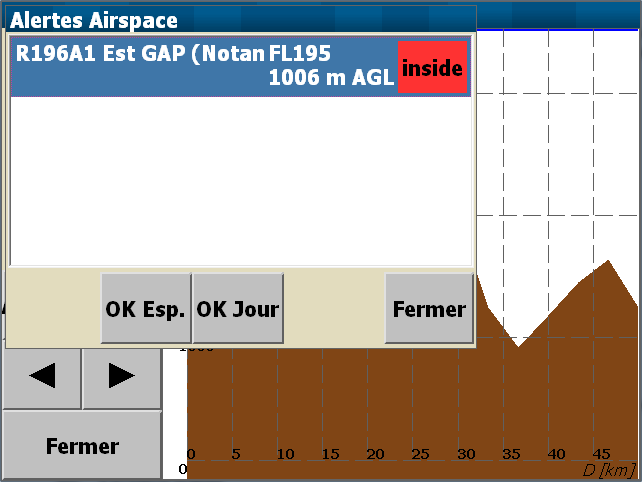 Alertes Airspace
R196A1 Est GAP (Notan FL195
1006 m AGL
inside
OK Esp. OK Jour Fermer
Fermer
0 5 10 15 20 25 30 35 40 45
0
D [km]